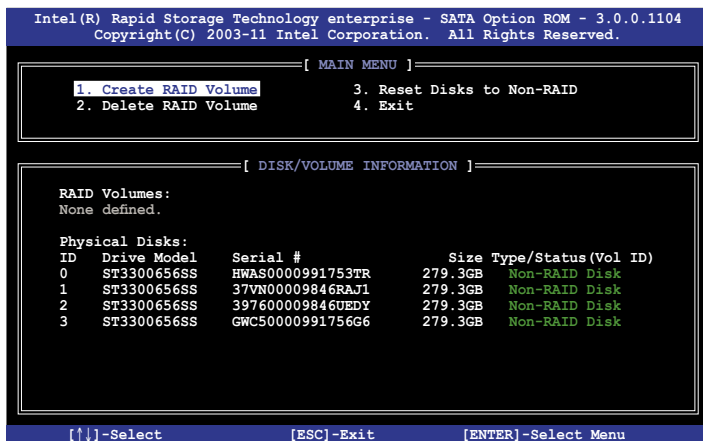 Intel(R) Rapid Storage Technology enterprise - SATA Option ROM - 3.0.0.1104
Copyright(C) 2003-11 Intel Corporation. All Rights Reserved.
[ MAIN MENU ]
1. Create RAID Volume 3. Reset Disks to Non-RAID
2. Delete RAID Volume 4. Exit
[ DISK/VOLUME INFORMATION ]
RAID Volumes:
None defined.
Physical Disks:
ID Drive Model Serial # Size Type/Status(Vol ID)
0 ST3300656SS HWAS0000991753TR 279.3GB Non-RAID Disk
1 ST3300656SS 37VN00009846RAJ1 279.3GB Non-RAID Disk
2 ST3300656SS 397600009846UEDY 279.3GB Non-RAID Disk
3 ST3300656SS GWC50000991756G6 279.3GB Non-RAID Disk
[↑↓]-Select [ESC]-Exit [ENTER]-Select Menu